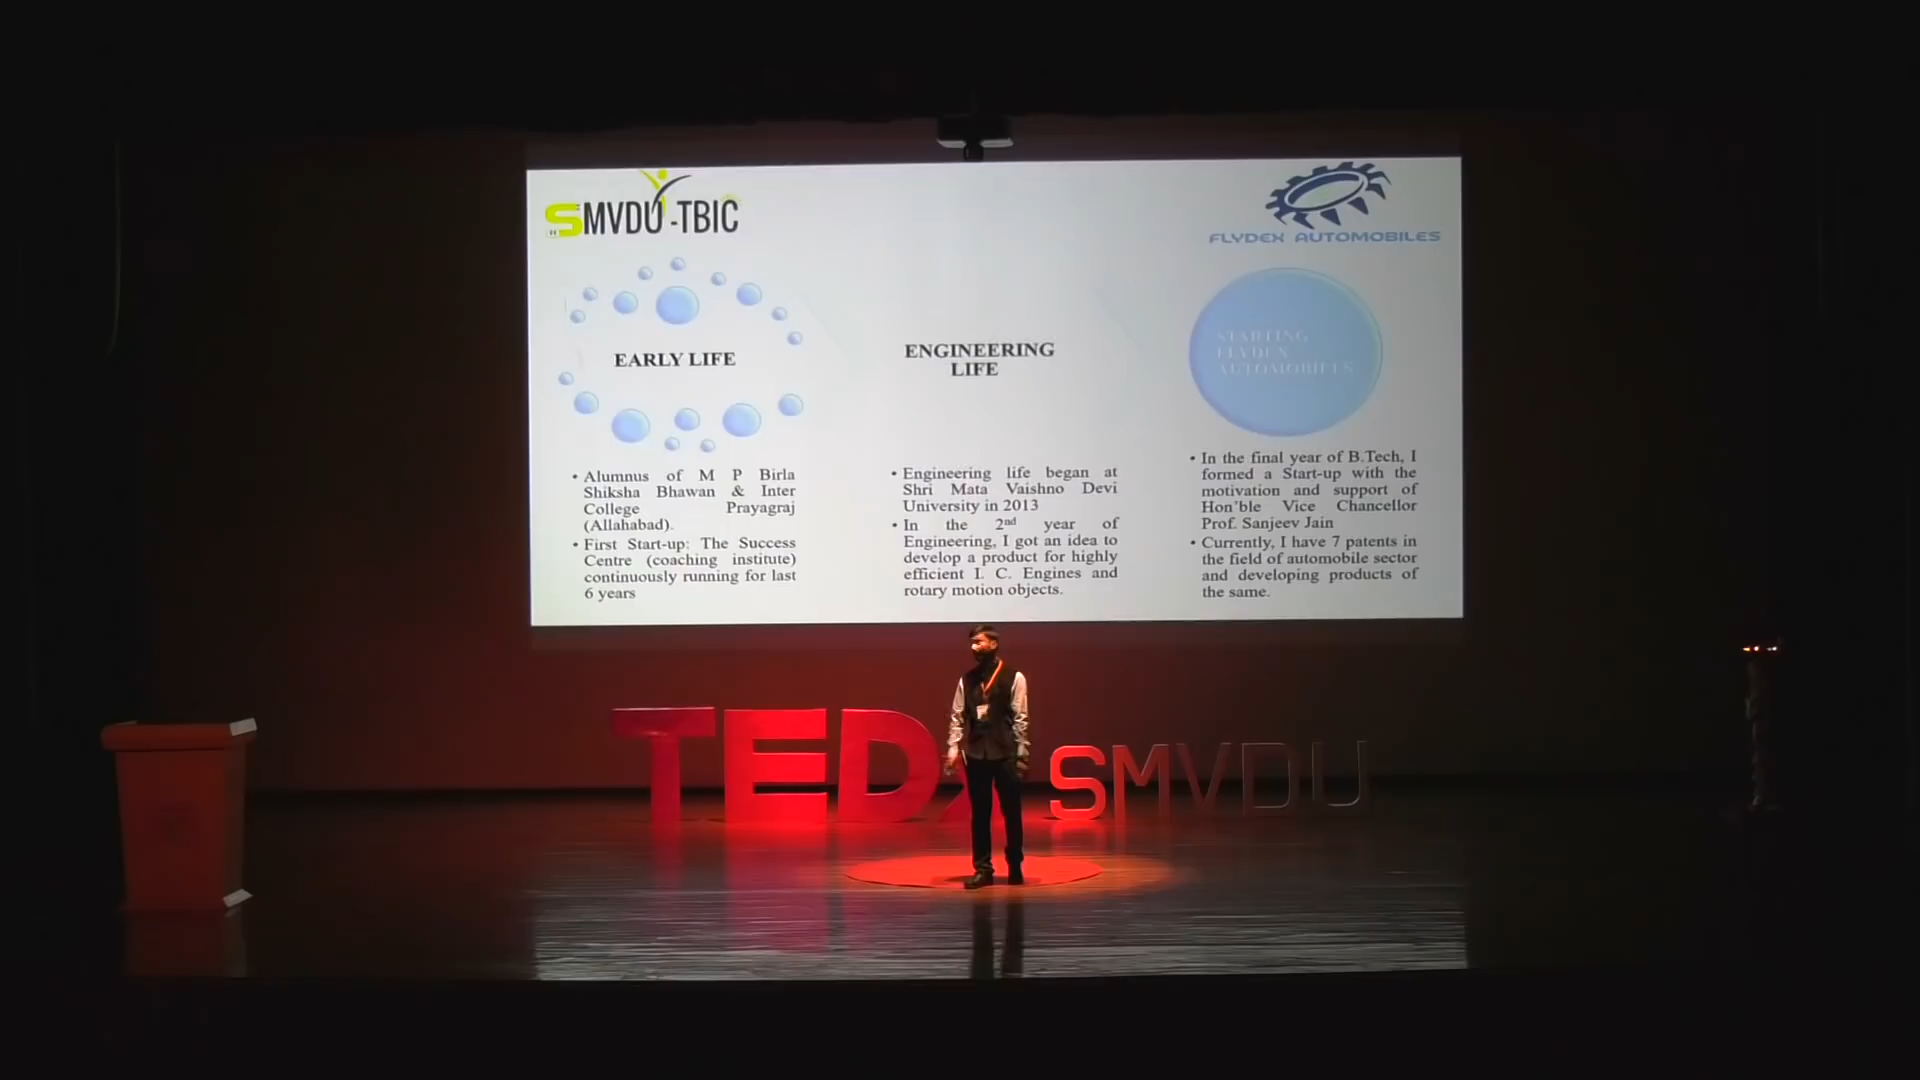 SMVDU-TBIC
FLYDEX AUTOMOBILES
EARLY LIFE
• Alumnus of M P Birla
Shiksha Bhawan & Inter
College Prayagraj
(Allahabad).
• First Start-up: The Success
Centre (coaching institute)
continuously running for last
6 years
ENGINEERING
LIFE
• Engineering life began at
Shri Mata Vaishno Devi
University in 2013
• In the 2nd year of
Engineering, I got an idea to
develop a product for highly
efficient I. C. Engines and
rotary motion objects.
STARTING
FLYDEX
AUTOMOBILES
• In the final year of B.Tech, I
formed a Start-up with the
motivation and support of
Hon'ble Vice Chancellor
Prof. Sanjeev Jain
• Currently, I have 7 patents in
the field of automobile sector
and developing products of
the same.
TEDx SMVDU